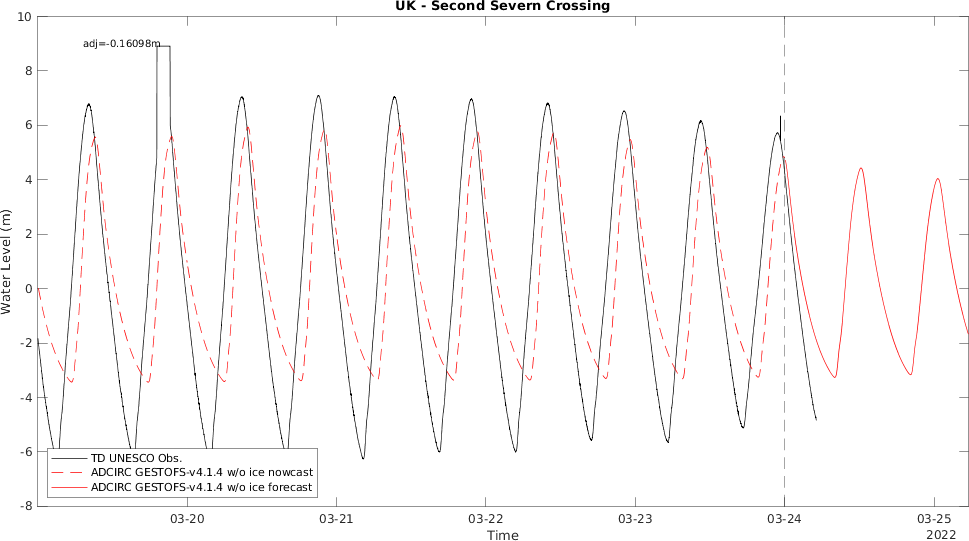 UK - Second Severn Crossing
10
8
6
4
2
0
-2
-4
-6
-8
Water Level (m)
adj=-0.16098m
TD UNESCO Obs.
ADCIRC GESTOFS-v4.1.4 w/o ice nowcast
ADCIRC GESTOFS-v4.1.4 w/o ice forecast
03-20 03-21 03-22 03-23 03-24 03-25
Time
2022